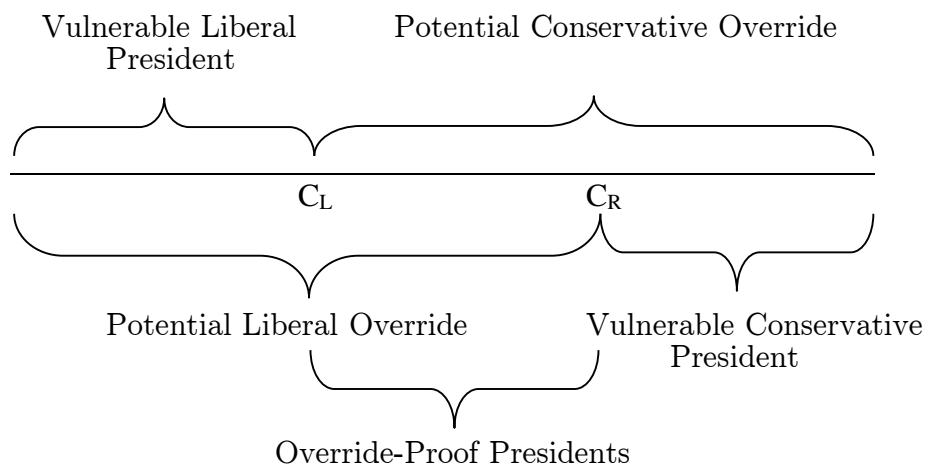 Vulnerable Liberal
President
Potential Conservative Override
C_L
C_R
Potential Liberal Override
Vulnerable Conservative
President
Override-Proof Presidents